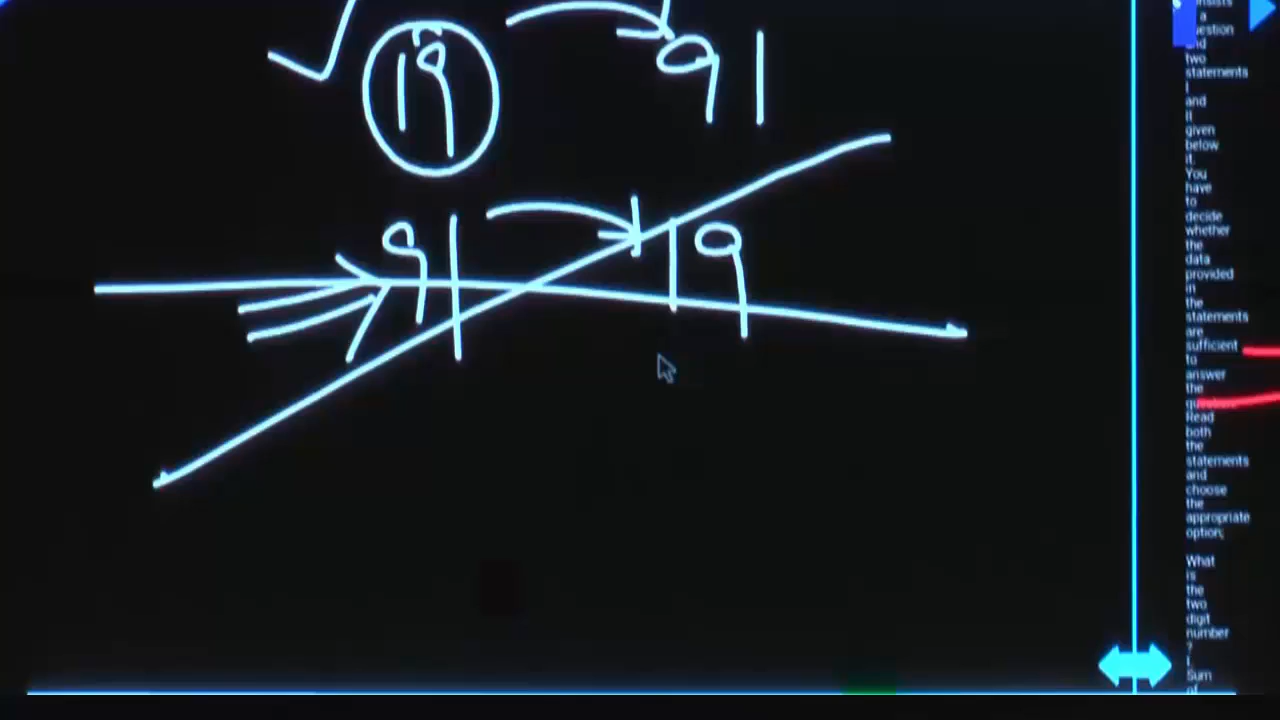 19 91
91 19
a
two
statements
I
and
II
given
below
it.
You
have
to
decide
whether
the
data
provided
in
the
statements
are
sufficient
to
answer
the
Read
both
the
statements
and
choose
the
appropriate
option;
What
is
the
two
digit
number
?
I.
Sum
of